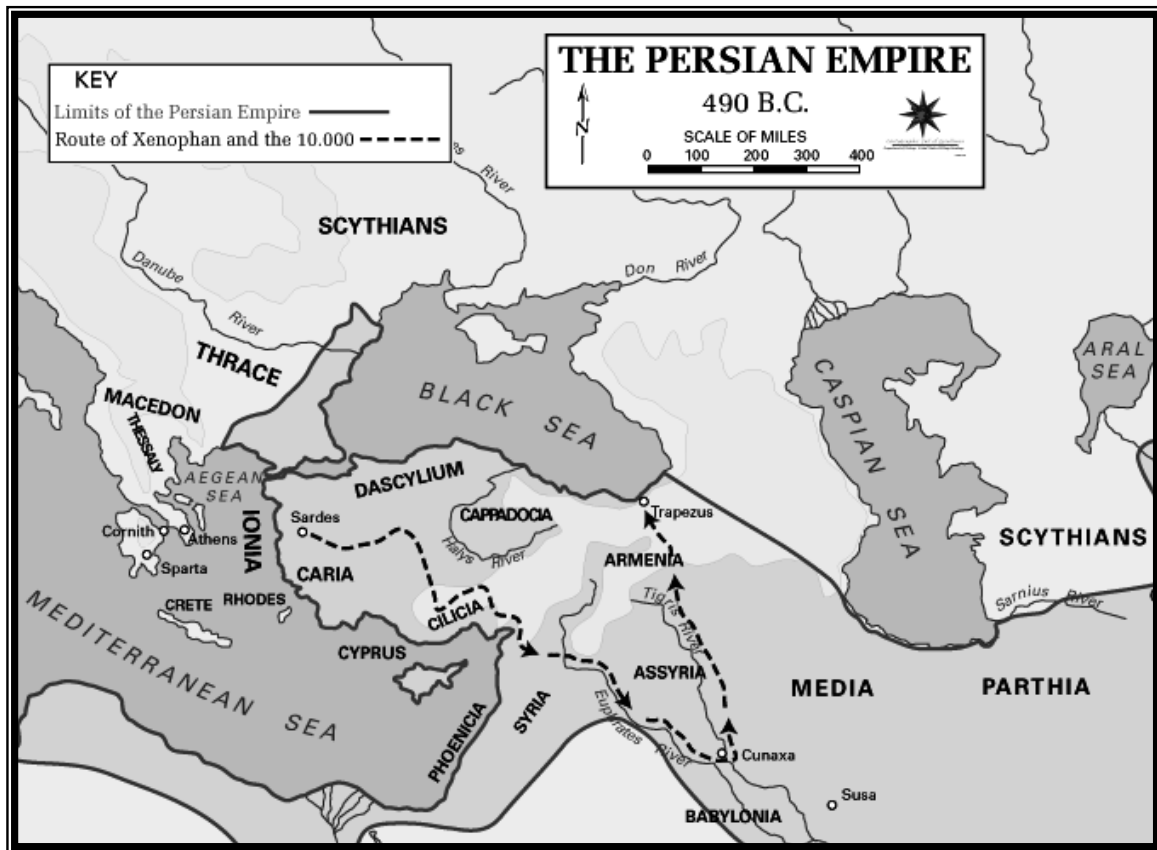 THE PERSIAN EMPIRE
490 B.C.
N
SCALE OF MILES
0 100 200 300 400
KEY
Limits of the Persian Empire
Route of Xenophan and the 10.000
River
SCYTHIANS
Danube
River
Don River
THRACE
MACEDON
THESSALY
BLACK SEA
CASPIAN SEA
ARAL SEA
AEGEAN SEA
DASCYLIUM
CAPPADOCIA
Halys River
Trapezus
Sardes
IONIA
Cornith
Athens
Sparta
CARIA
ARMENIA
SCYTHIANS
Sarnius River
CRETE
RHODES
CILICIA
Tigris River
MEDITERRANEAN SEA
CYPRUS
ASSYRIA
MEDIA
PARTHIA
SYRIA
PHOENICIA
Euphrates River
Cunaxa
Susa
BABYLONIA